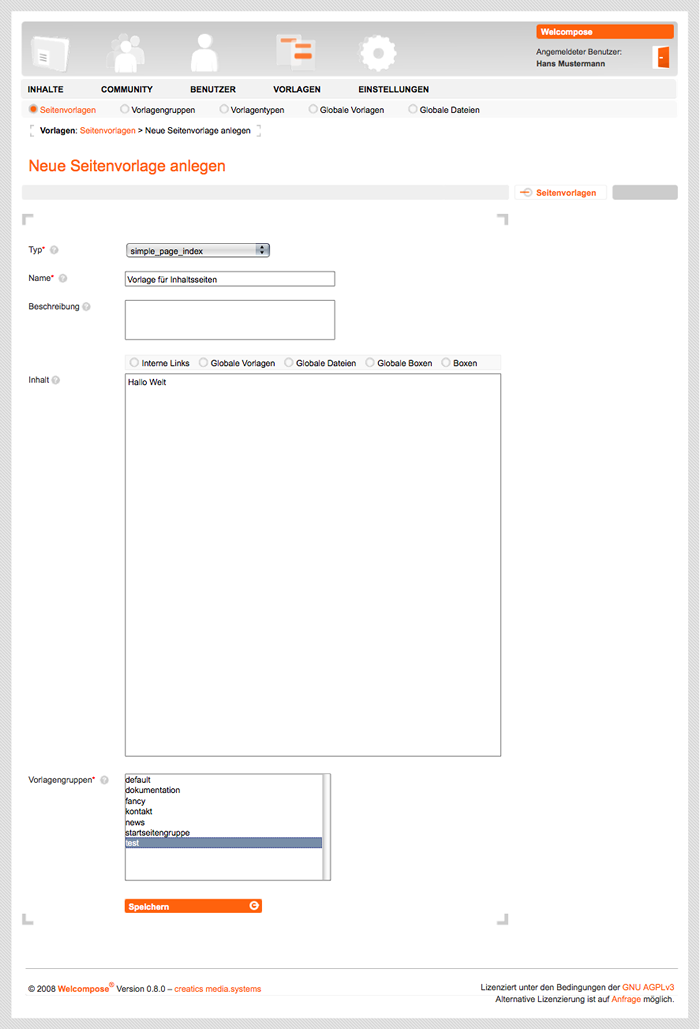 Welcompose
Angemeldeter Benutzer:
Hans Mustermann
INHALTE COMMUNITY BENUTZER VORLAGEN EINSTELLUNGEN
Seitenvorlagen Vorlagengruppen Vorlagentypen Globale Vorlagen Globale Dateien
Vorlagen: Seitenvorlagen > Neue Seitenvorlage anlegen
Neue Seitenvorlage anlegen
Seitenvorlagen
Typ* ? simple_page_index
Name* ? Vorlage für Inhaltsseiten
Beschreibung ?
Interne Links Globale Vorlagen Globale Dateien Globale Boxen Boxen
Inhalt ? Hallo Welt
Vorlagengruppen* ? default
dokumentation
fancy
kontakt
news
startseitengruppe
test
Speichern
© 2008 Welcompose® Version 0.8.0 – creatics media.systems
Lizenziert unter den Bedingungen der GNU AGPLv3
Alternative Lizenzierung ist auf Anfrage möglich.